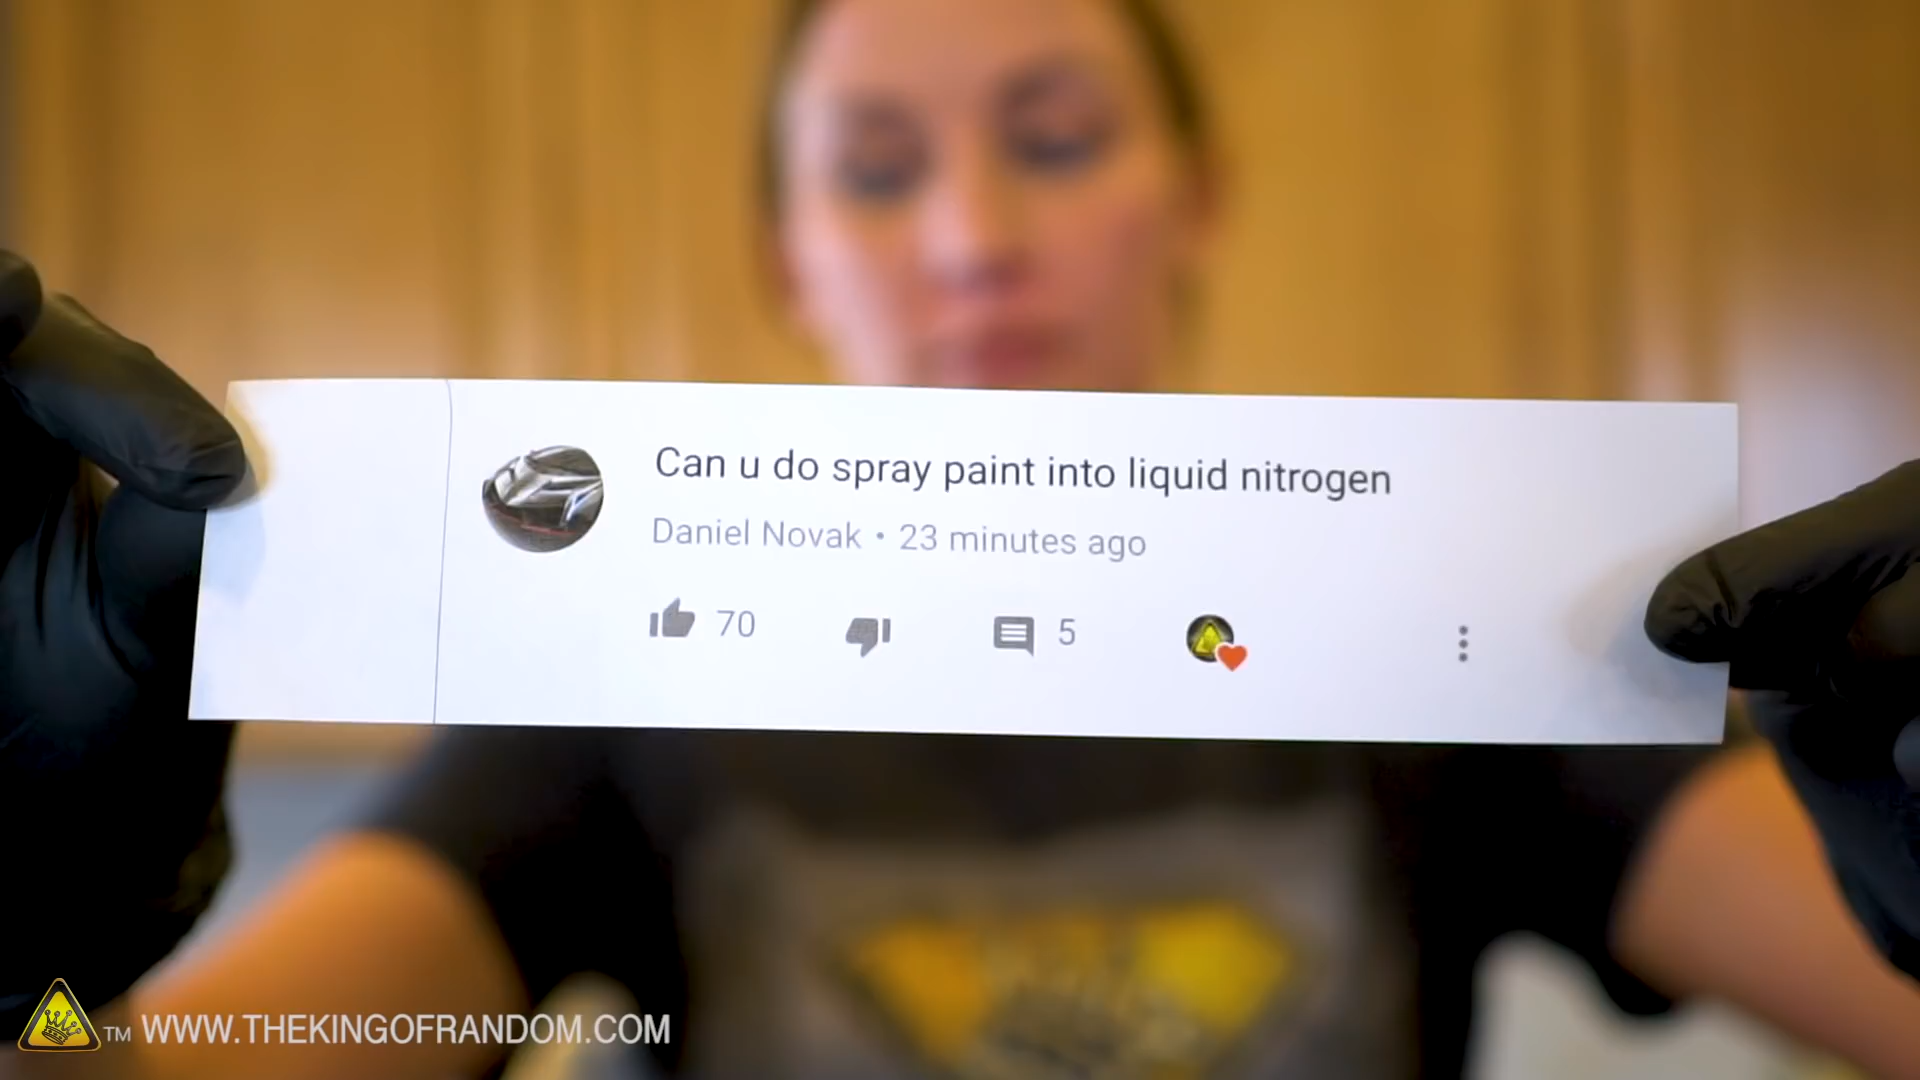 Can u do spray paint into liquid nitrogen
Daniel Novak • 23 minutes ago
70
5
TM WWW.THEKINGOFRANDOM.COM